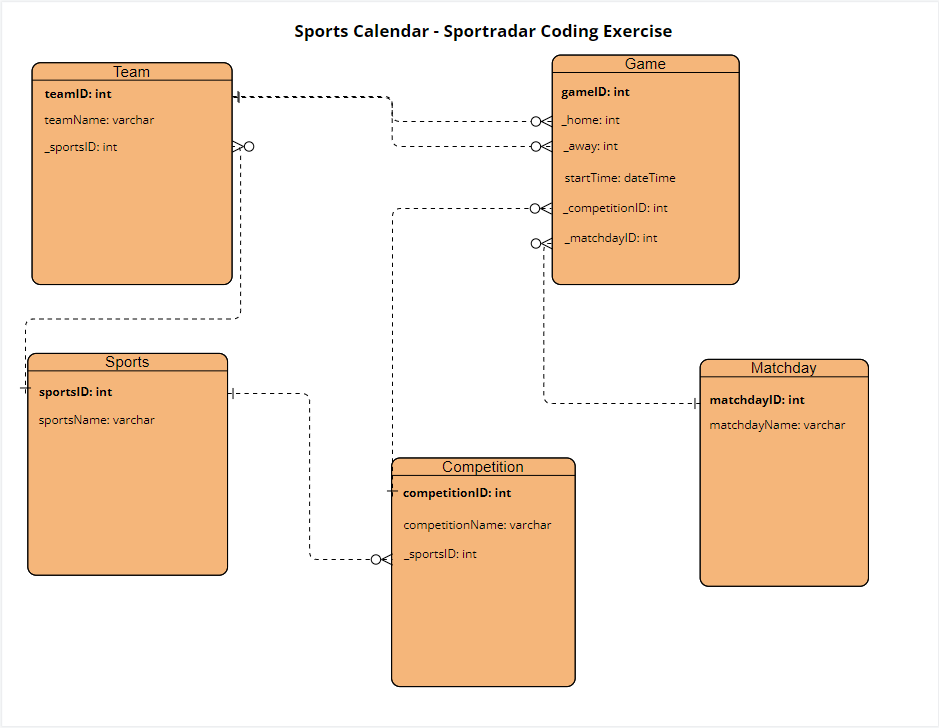 Sports Calendar - Sportradar Coding Exercise
Team
teamID: int
teamName: varchar
_sportsID: int
Game
gameID: int
_home: int
_away: int
startTime: dateTime
_competitionID: int
_matchdayID: int
Sports
sportsID: int
sportsName: varchar
Competition
competitionID: int
competitionName: varchar
_sportsID: int
Matchday
matchdayID: int
matchdayName: varchar